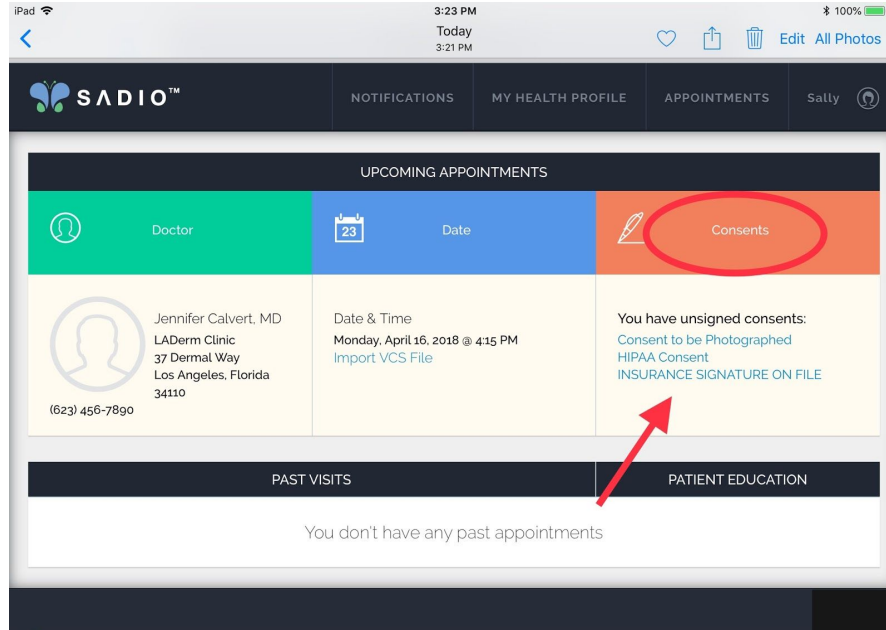 iPad 3:23 PM 100%
Today
3:21 PM
Edit All Photos
SADIO™
NOTIFICATIONS MY HEALTH PROFILE APPOINTMENTS Sally
UPCOMING APPOINTMENTS
Doctor
23 Date
Consents
Jennifer Calvert, MD
LADerm Clinic
37 Dermal Way
Los Angeles, Florida
34110
(623) 456-7890
Date & Time
Monday, April 16, 2018 @ 4:15 PM
Import VCS File
You have unsigned consents:
Consent to be Photographed
HIPAA Consent
INSURANCE SIGNATURE ON FILE
PAST VISITS PATIENT EDUCATION
You don't have any past appointments